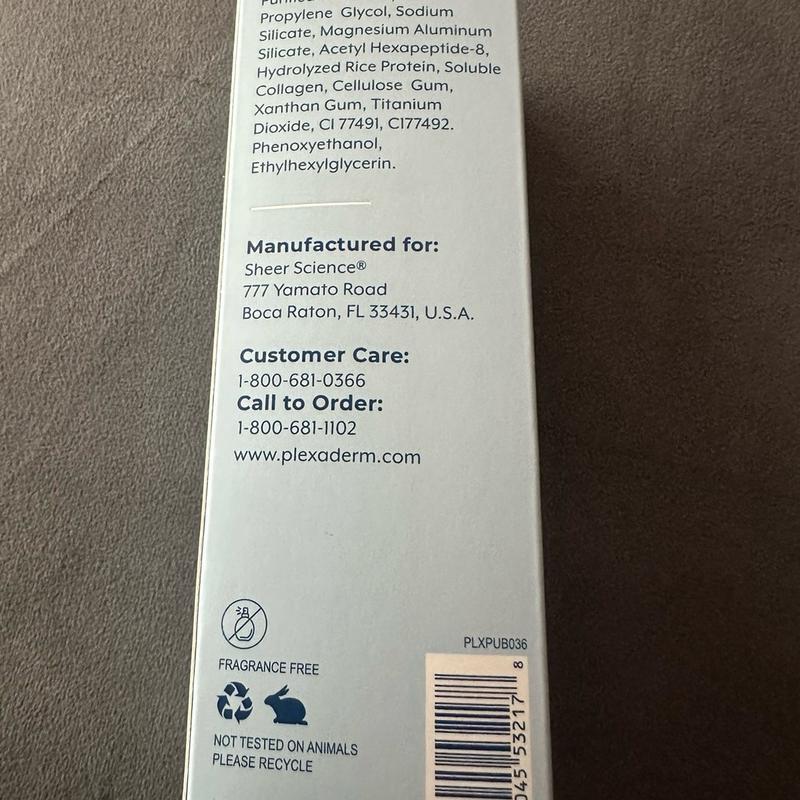 Propylene Glycol, Sodium
Silicate, Magnesium Aluminum
Silicate, Acetyl Hexapeptide-8,
Hydrolyzed Rice Protein, Soluble
Collagen, Cellulose Gum,
Xanthan Gum, Titanium
Dioxide, CI 77491, CI77492.
Phenoxyethanol,
Ethylhexylglycerin.
Manufactured for:
Sheer Science®
777 Yamato Road
Boca Raton, FL 33431, U.S.A.
Customer Care:
1-800-681-0366
Call to Order:
1-800-681-1102
www.plexaderm.com
FRAGRANCE FREE
NOT TESTED ON ANIMALS
PLEASE RECYCLE
PLXPUB036
045 53217 8